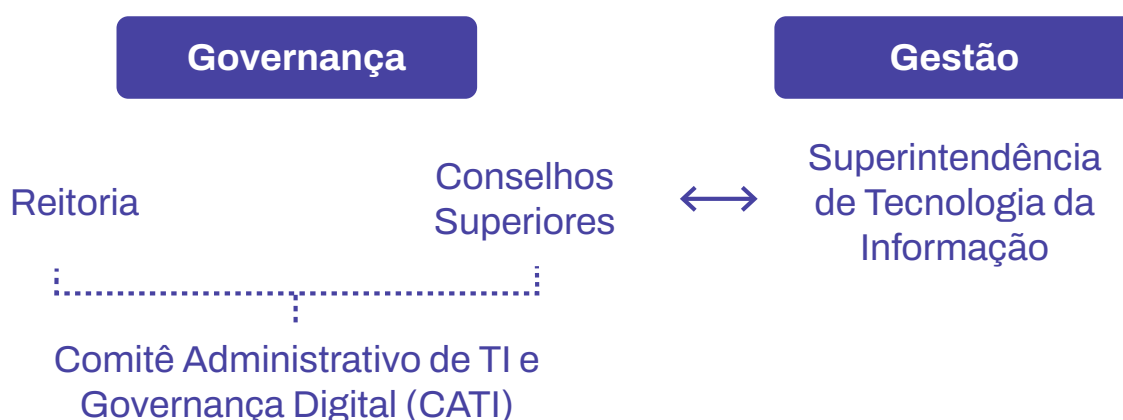 Governança
Gestão
Reitoria
Conselhos
Superiores
Superintendência
de Tecnologia da
Informação
Comitê Administrativo de TI e
Governança Digital (CATI)